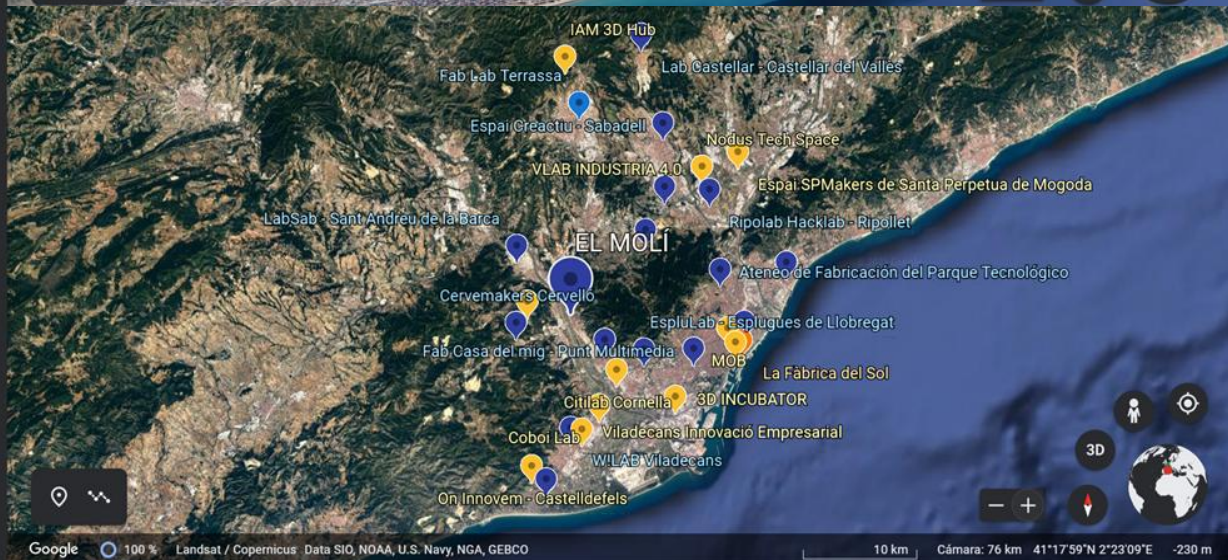 IAM 3D Hub
Lab Castellar - Castellar del Vallès
Fab Lab Terrassa
Espai Creactiu - Sabadell
Nodus Tech Space
VLAB INDUSTRIA 4.0
Espai SPMakers de Santa Perpetua de Mogoda
LabSab - Sant Andreu de la Barca
Ripolab Hacklab - Ripollet
EL MOLÍ
Ateneo de Fabricación del Parque Tecnológico
Cervemakers Cervelló
EspluLab - Esplugues de Llobregat
Fab Casa del mig - Punt Multimedia
MOB
La Fàbrica del Sol
Citilab Cornella
3D INCUBATOR
Coboi Lab
Viladecans Innovació Empresarial
W!LAB Viladecans
On Innovem - Castelldefels
3D
Google 100 % Landsat / Copernicus Data SIO, NOAA, U.S. Navy, NGA, GEBCO 10 km Cámara: 76 km 41°17'59"N 2°23'09"E -230 m